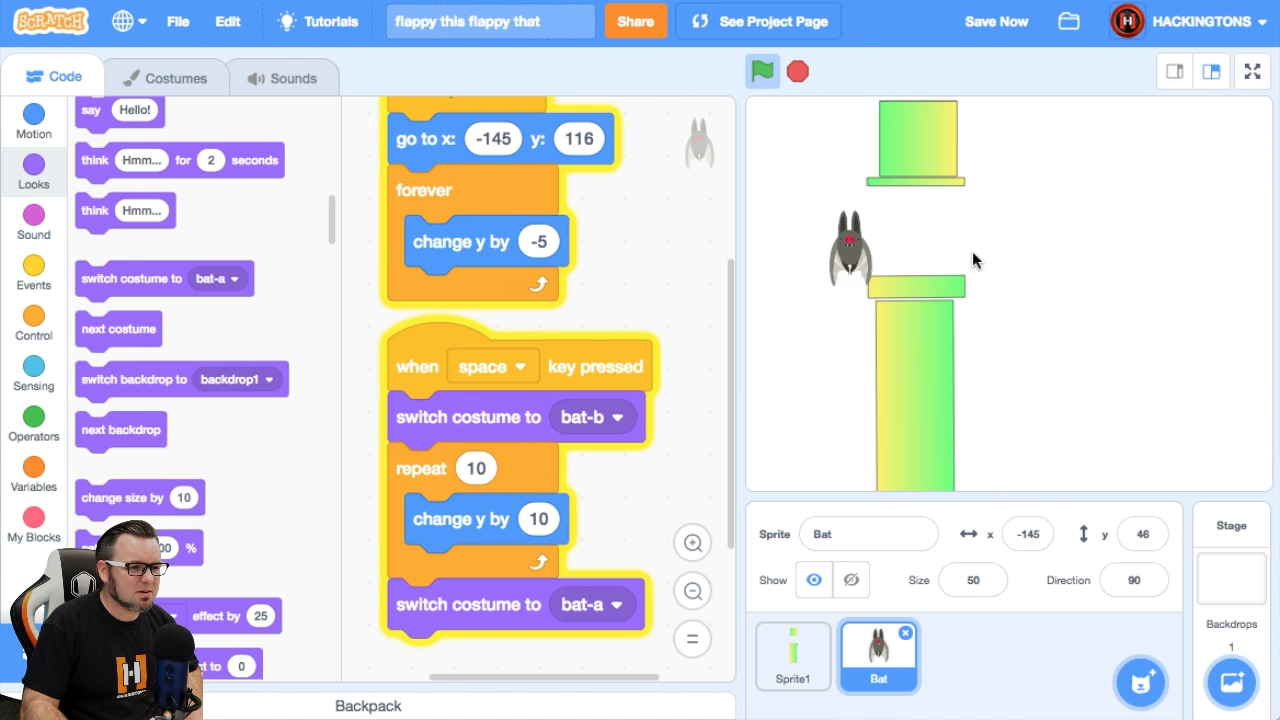 SCRATCH
File
Edit
Tutorials
flappy this flappy that
Share
See Project Page
Save Now
HACKINGTONS
Code
Costumes
Sounds
Motion
Looks
Sound
Events
Control
Sensing
Operators
Variables
My Blocks
say Hello!
think Hmm... for 2 seconds
think Hmm...
switch costume to bat-a
next costume
switch backdrop to backdrop1
next backdrop
change size by 10
%
effect by 25
to 0
go to x: -145 y: 116
forever
change y by -5
when space key pressed
switch costume to bat-b
repeat 10
change y by 10
switch costume to bat-a
Backpack
Sprite Bat x -145 y 46
Show Size 50 Direction 90
Sprite1
Bat
Stage
Backdrops
1